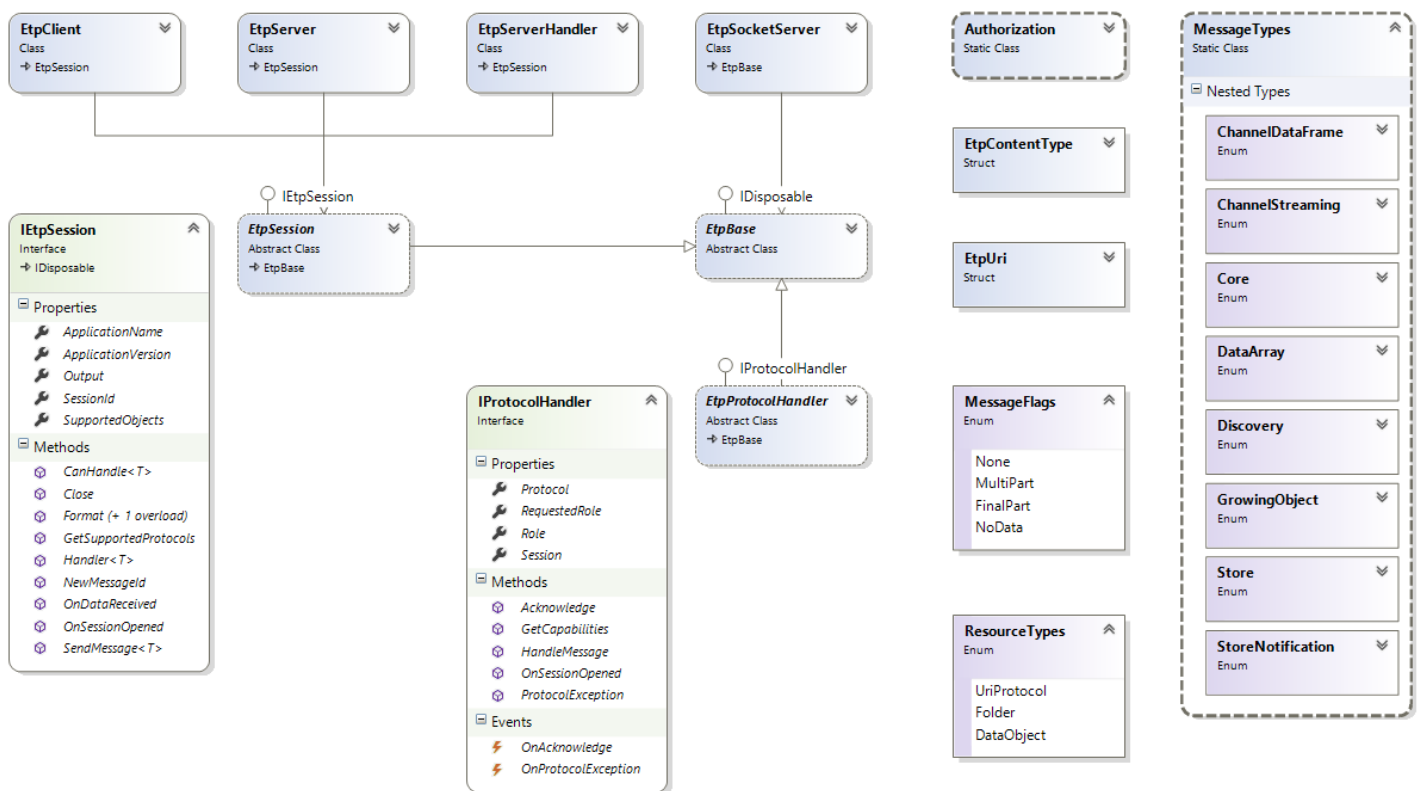 EtpClient
Class
EtpSession
EtpServer
Class
EtpSession
EtpServerHandler
Class
EtpSession
EtpSocketServer
Class
EtpBase
IEtpSession
IDisposable
IEtpSession
Interface
IDisposable
Properties
ApplicationName
ApplicationVersion
Output
SessionId
SupportedObjects
Methods
CanHandle<T>
Close
Format (+ 1 overload)
GetSupportedProtocols
Handler<T>
NewMessageId
OnDataReceived
OnSessionOpened
SendMessage<T>
EtpSession
Abstract Class
EtpBase
EtpBase
Abstract Class
IProtocolHandler
IProtocolHandler
Interface
Properties
Protocol
RequestedRole
Role
Session
Methods
Acknowledge
GetCapabilities
HandleMessage
OnSessionOpened
ProtocolException
Events
OnAcknowledge
OnProtocolException
EtpProtocolHandler
Abstract Class
EtpBase
Authorization
Static Class
EtpContentType
Struct
EtpUri
Struct
MessageFlags
Enum
None
MultiPart
FinalPart
NoData
ResourceTypes
Enum
UriProtocol
Folder
DataObject
MessageTypes
Static Class
Nested Types
ChannelDataFrame
Enum
ChannelStreaming
Enum
Core
Enum
DataArray
Enum
Discovery
Enum
GrowingObject
Enum
Store
Enum
StoreNotification
Enum